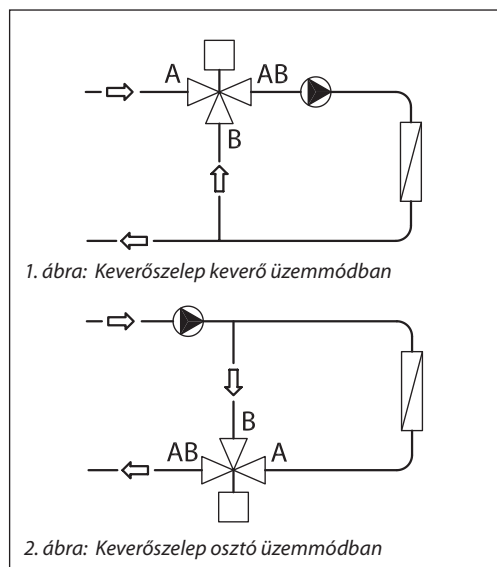 A AB
B
1. ábra: Keverőszelep keverő üzemmódban
B
AB A
2. ábra: Keverőszelep osztó üzemmódban